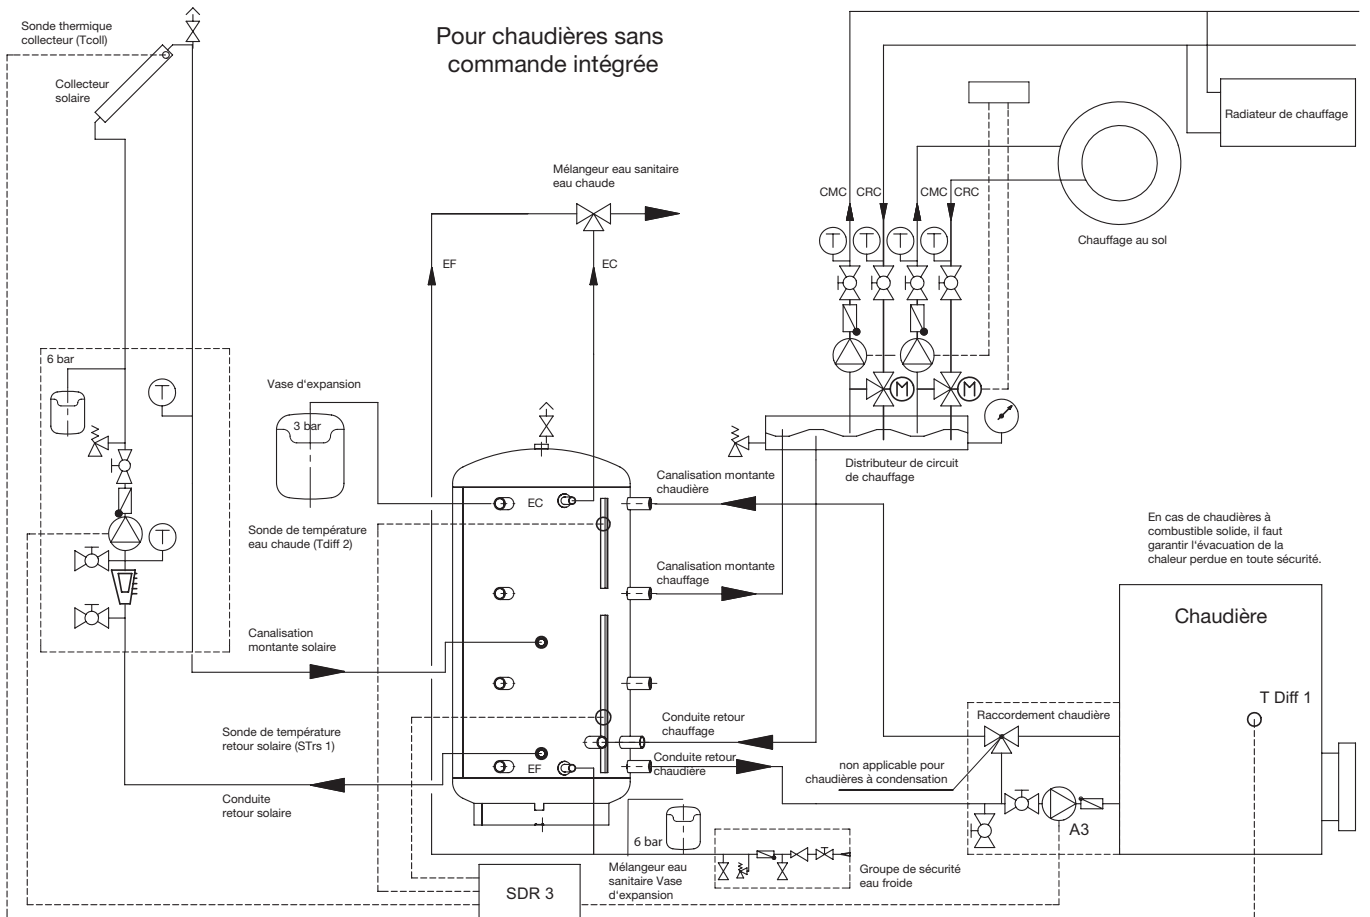 Sonde thermique
collecteur (Tcoll)
Pour chaudières sans
commande intégrée
Collecteur
solaire
Radiateur de chauffage
Mélangeur eau sanitaire
eau chaude
CMC
CRC
CMC
CRC
T
T
T
T
Chauffage au sol
EF
EC
6 bar
T
Vase d'expansion
3 bar
M
M
Distributeur de circuit
de chauffage
Canalisation montante
chaudière
EC
Sonde de température
eau chaude (Tdiff 2)
T
En cas de chaudières à
combustible solide, il faut
garantir l'évacuation de la
chaleur perdue en toute sécurité.
Canalisation montante
chauffage
Chaudière
Canalisation
montante solaire
T Diff 1
Sonde de température
retour solaire (STrs 1)
Conduite retour
chauffage
Raccordement chaudière
Conduite retour
chaudière
EF
non applicable pour
chaudières à condensation
Conduite
retour solaire
A3
6 bar
Mélangeur eau
sanitaire Vase
d'expansion
Groupe de sécurité
eau froide
SDR 3